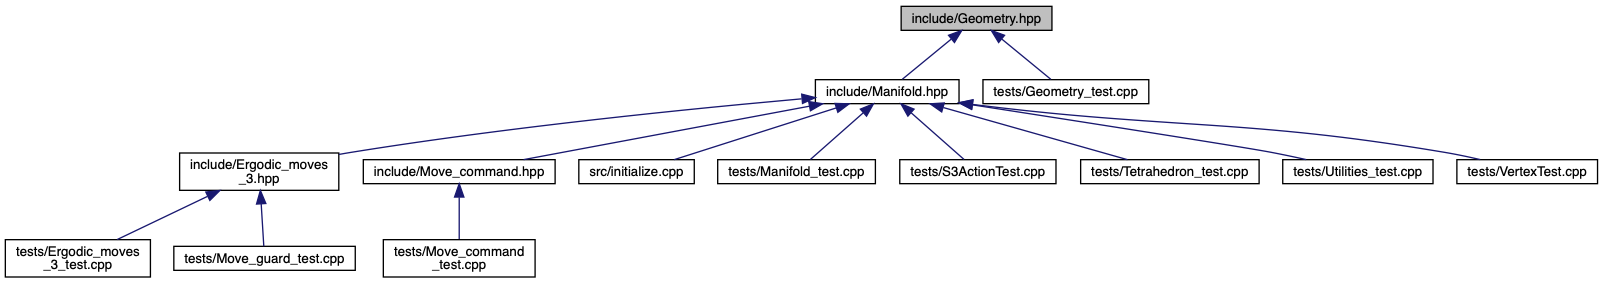 include/Geometry.hpp
include/Manifold.hpp
tests/Geometry_test.cpp
include/Ergodic_moves
_3.hpp
include/Move_command.hpp
src/initialize.cpp
tests/Manifold_test.cpp
tests/S3ActionTest.cpp
tests/Tetrahedron_test.cpp
tests/Utilities_test.cpp
tests/VertexTest.cpp
tests/Ergodic_moves
_3_test.cpp
tests/Move_guard_test.cpp
tests/Move_command
_test.cpp